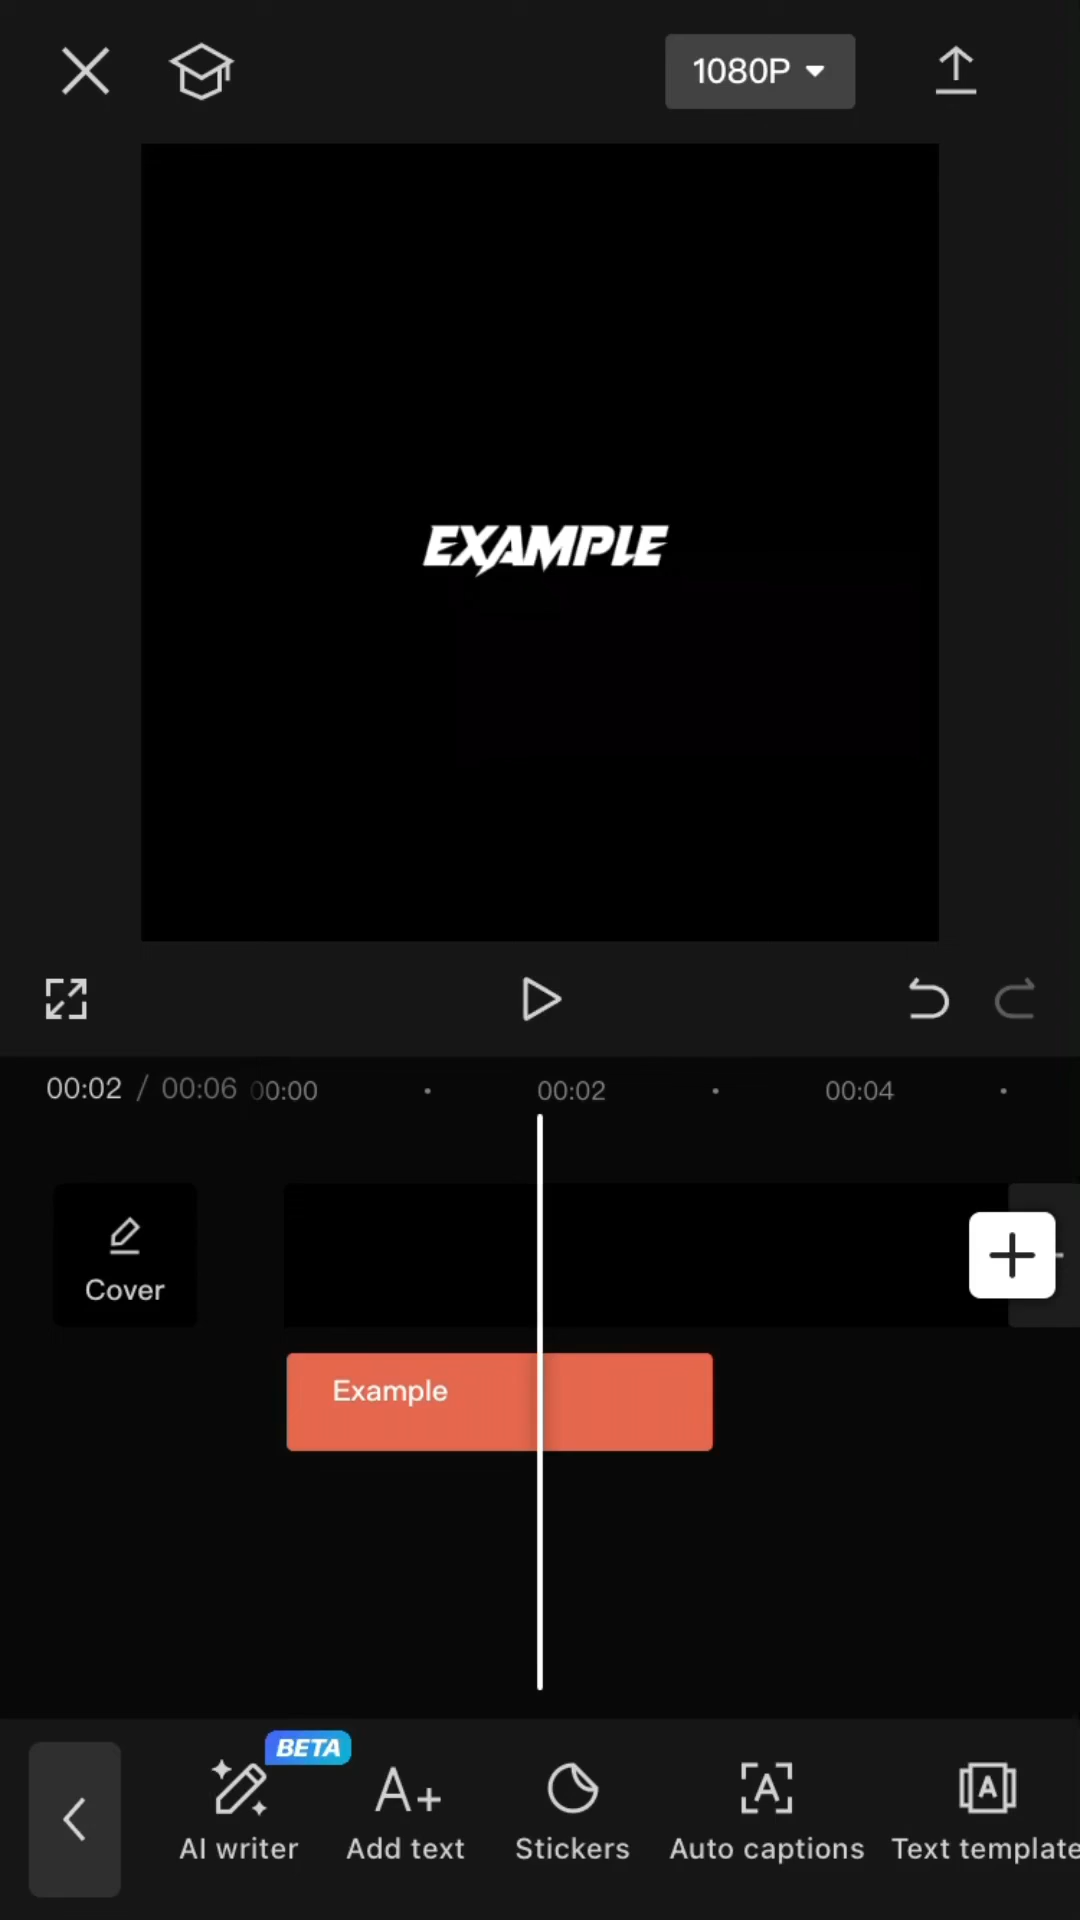 1080P
EXAMPLE
00:02 / 00:06 00:00 00:02 00:04
Cover
Example
BETA
AI writer Add text Stickers Auto captions Text template